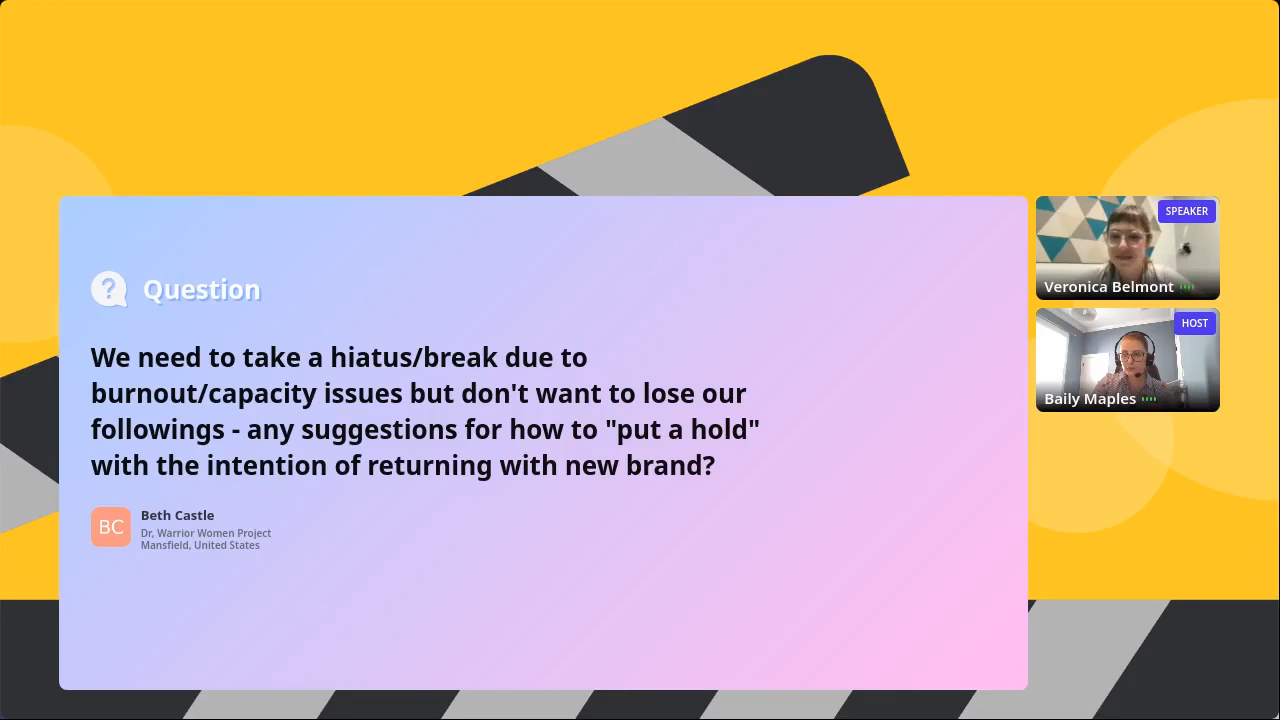 Question
We need to take a hiatus/break due to
burnout/capacity issues but don't want to lose our
followings - any suggestions for how to "put a hold"
with the intention of returning with new brand?
BC
Beth Castle
Dr, Warrior Women Project
Mansfield, United States
SPEAKER
Veronica Belmont
HOST
Baily Maples